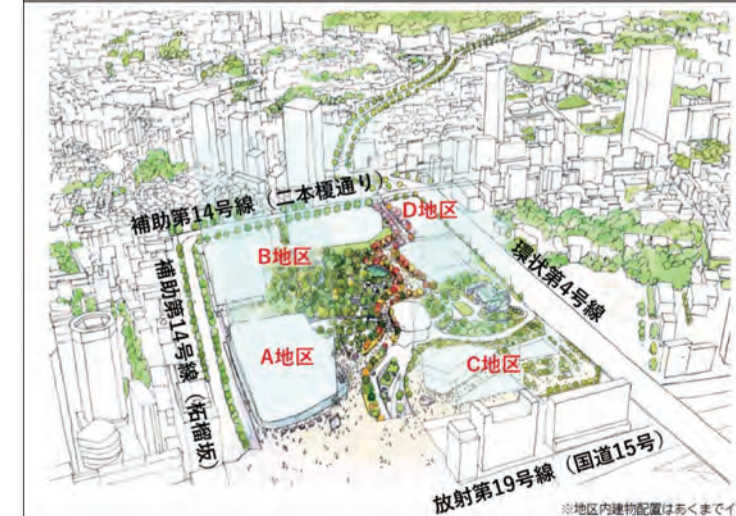 補助第14号線（二本榎通り）
D地区
B地区
環状第4号線
補助第14号線（柘榴坂）
A地区
C地区
放射第19号線（国道15号）
※地区内建物配置はあくまでイ